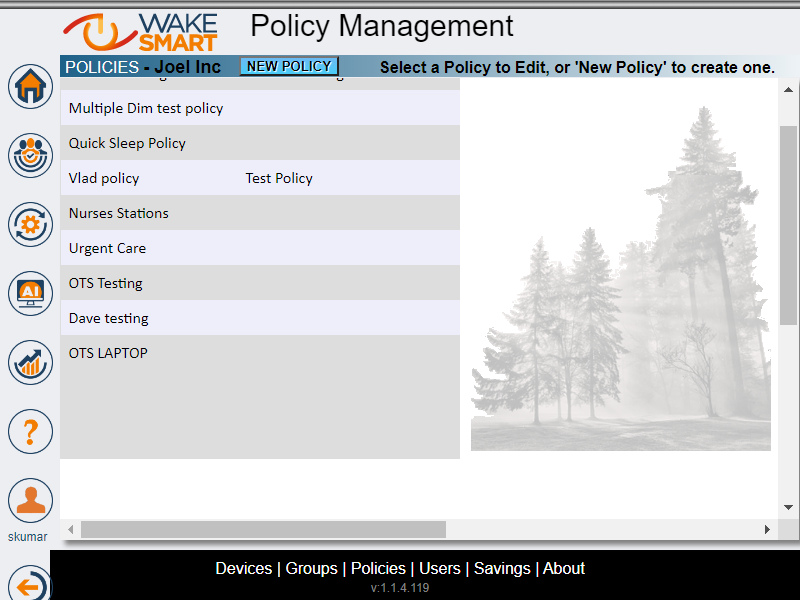 WAKE
SMART
Policy Management
POLICIES - Joel Inc NEW POLICY Select a Policy to Edit, or 'New Policy' to create one.
Multiple Dim test policy
Quick Sleep Policy
Vlad policy Test Policy
Nurses Stations
Urgent Care
OTS Testing
Dave testing
OTS LAPTOP
AI
?
skumar
Devices | Groups | Policies | Users | Savings | About
v:1.1.4.119